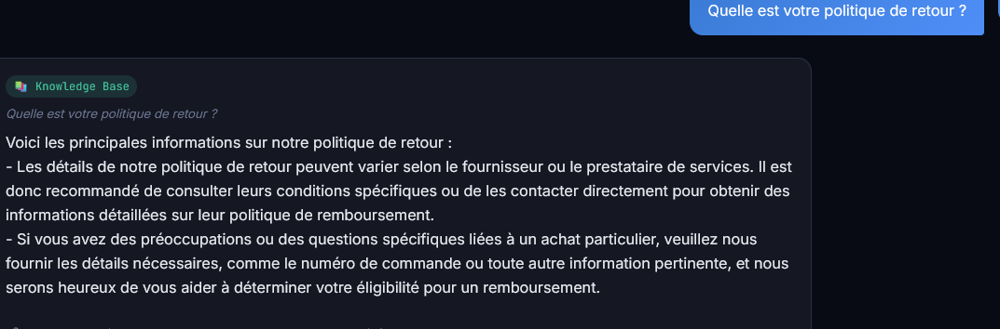 Quelle est votre politique de retour ?
Knowledge Base
Quelle est votre politique de retour ?
Voici les principales informations sur notre politique de retour :
- Les détails de notre politique de retour peuvent varier selon le fournisseur ou le prestataire de services. Il est
donc recommandé de consulter leurs conditions spécifiques ou de les contacter directement pour obtenir des
informations détaillées sur leur politique de remboursement.
- Si vous avez des préoccupations ou des questions spécifiques liées à un achat particulier, veuillez nous
fournir les détails nécessaires, comme le numéro de commande ou toute autre information pertinente, et nous
serons heureux de vous aider à déterminer votre éligibilité pour un remboursement.